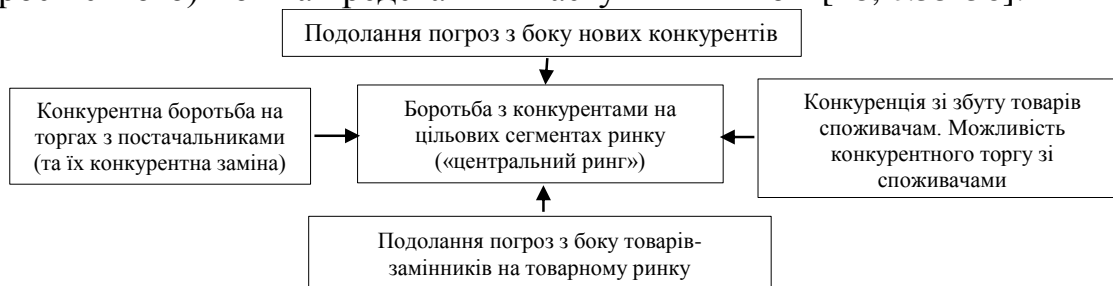 Подолання погроз з боку нових конкурентів
Конкурентна боротьба на
торгах з постачальниками
(та їх конкурентна заміна)
Боротьба з конкурентами на
цільових сегментах ринку
(«центральний ринг»)
Конкуренція зі збуту товарів
споживачам. Можливість
конкурентного торгу зі
споживачами
Подолання погроз з боку товарів-
замінників на товарному ринку